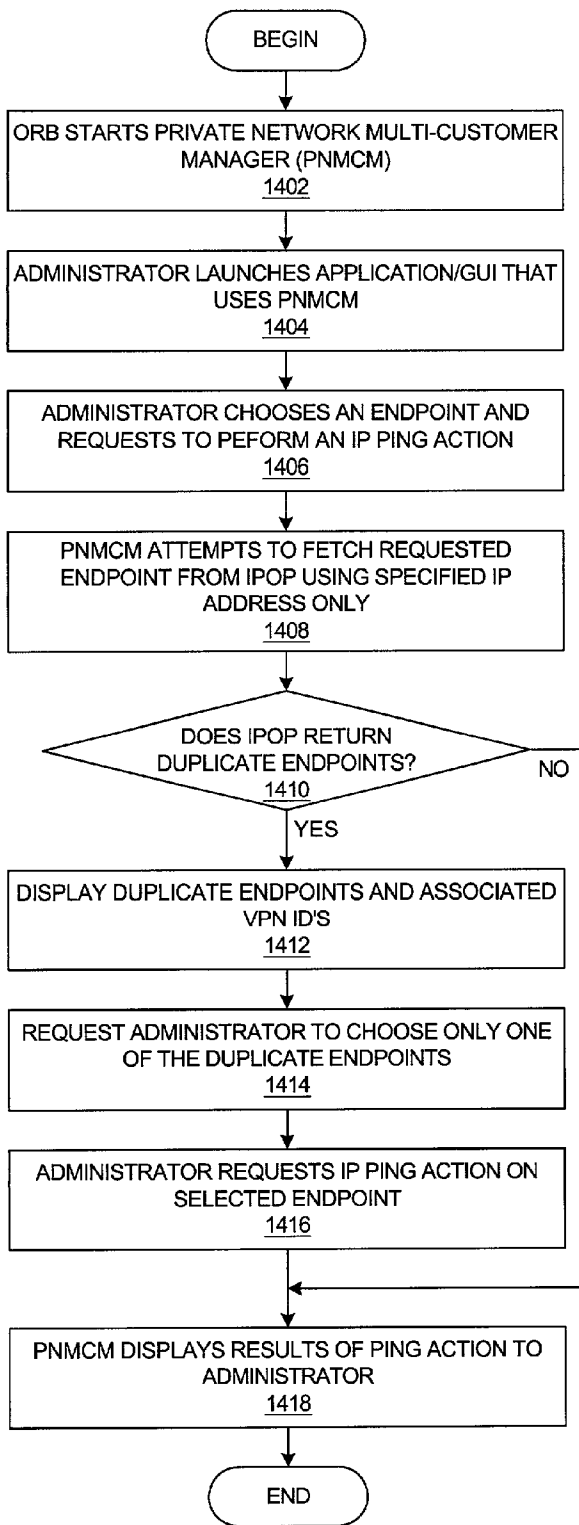 BEGIN
ORB STARTS PRIVATE NETWORK MULTI-CUSTOMER
MANAGER (PNMCM)
1402
ADMINISTRATOR LAUNCHES APPLICATION/GUI THAT
USES PNMCM
1404
ADMINISTRATOR CHOOSES AN ENDPOINT AND
REQUESTS TO PEFORM AN IP PING ACTION
1406
PNMCM ATTEMPTS TO FETCH REQUESTED
ENDPOINT FROM IPOP USING SPECIFIED IP
ADDRESS ONLY
1408
DOES IPOP RETURN
DUPLICATE ENDPOINTS?
1410
NO
YES
DISPLAY DUPLICATE ENDPOINTS AND ASSOCIATED
VPN ID'S
1412
REQUEST ADMINISTRATOR TO CHOOSE ONLY ONE
OF THE DUPLICATE ENDPOINTS
1414
ADMINISTRATOR REQUESTS IP PING ACTION ON
SELECTED ENDPOINT
1416
PNMCM DISPLAYS RESULTS OF PING ACTION TO
ADMINISTRATOR
1418
END